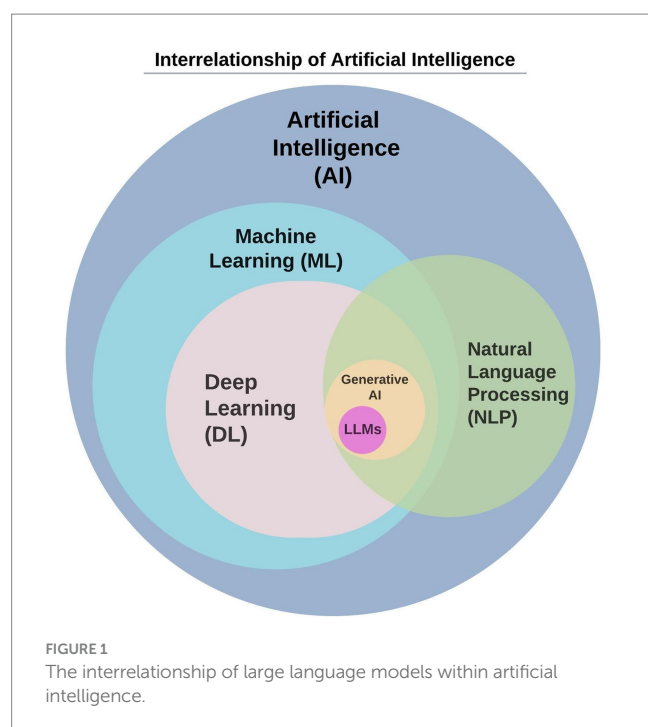 Interrelationship of Artificial Intelligence
Artificial
Intelligence
(AI)
Machine
Learning (ML)
Deep
Learning
(DL)
Generative
AI
LLMs
Natural
Language
Processing
(NLP)
FIGURE 1
The interrelationship of large language models within artificial
intelligence.